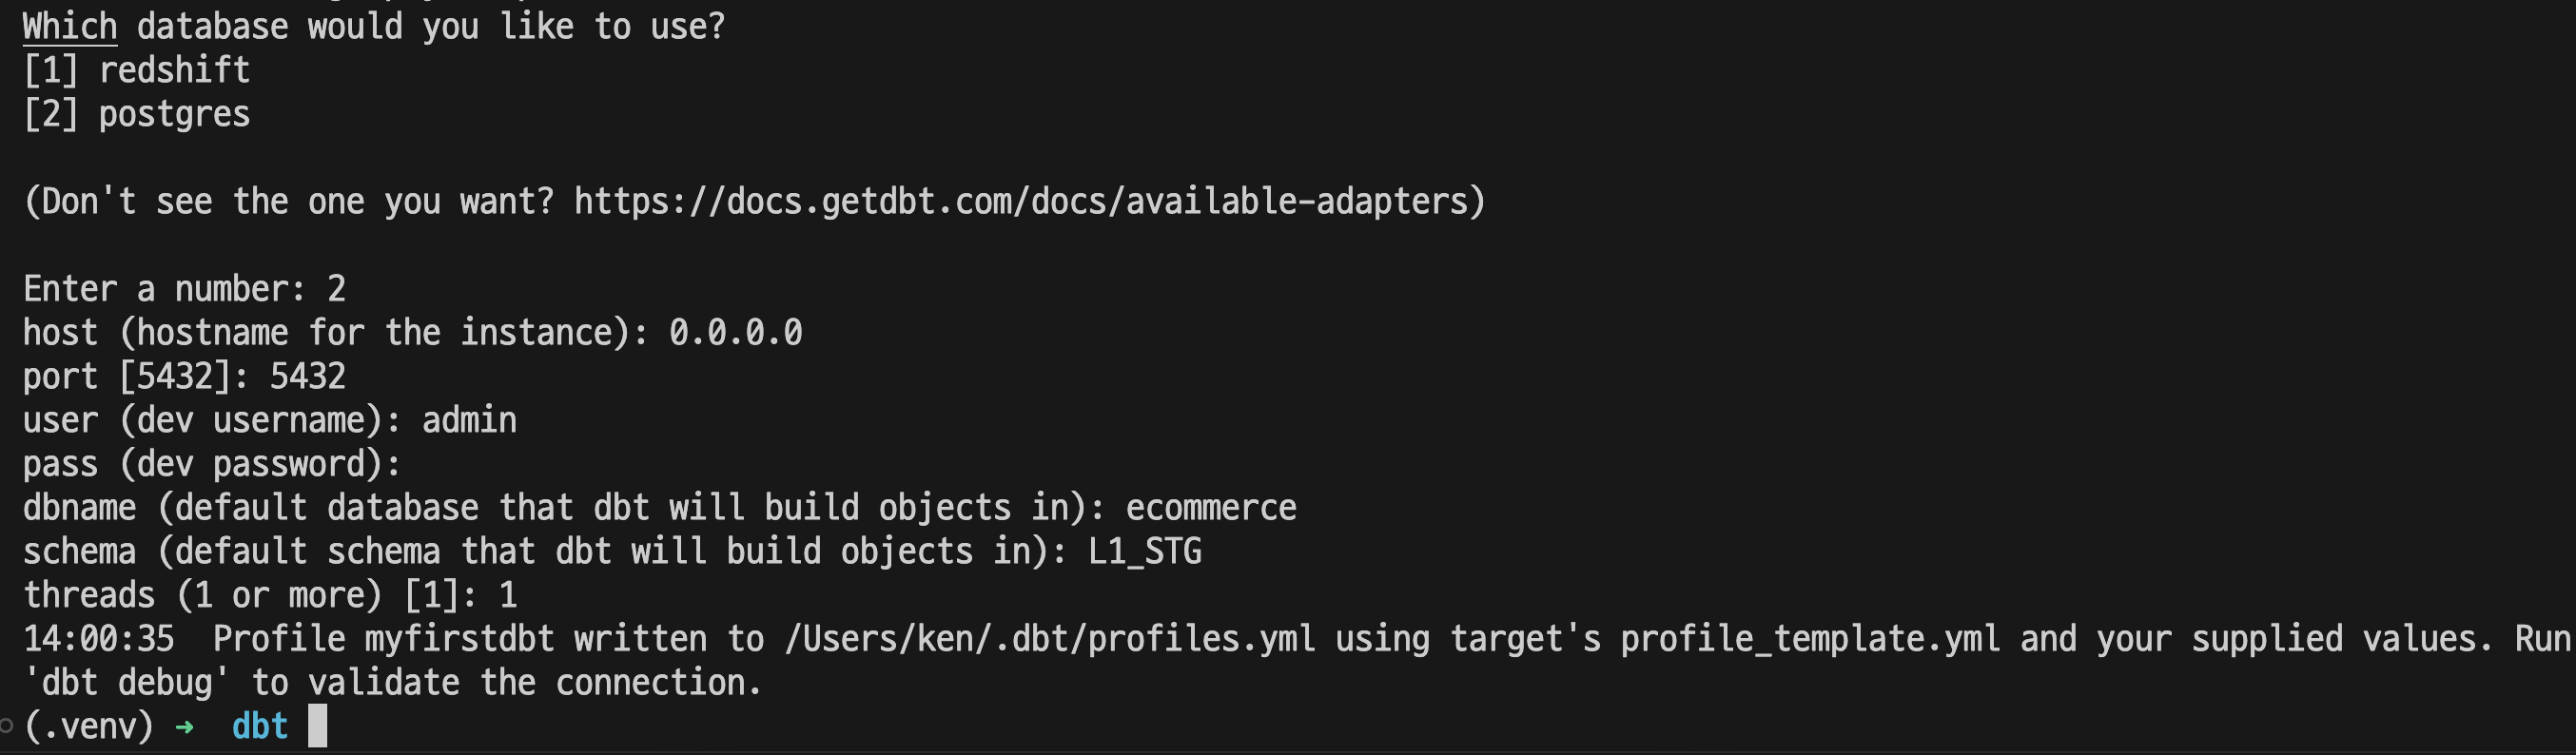 Which database would you like to use?
[1] redshift
[2] postgres
(Don't see the one you want? https://docs.getdbt.com/docs/available-adapters)
Enter a number: 2
host (hostname for the instance): 0.0.0.0
port [5432]: 5432
user (dev username): admin
pass (dev password):
dbname (default database that dbt will build objects in): ecommerce
schema (default schema that dbt will build objects in): L1_STG
threads (1 or more) [1]: 1
14:00:35  Profile myfirstdbt written to /Users/ken/.dbt/profiles.yml using target's profile_template.yml and your supplied values. Run
'dbt debug' to validate the connection.
(.venv) ➜  dbt